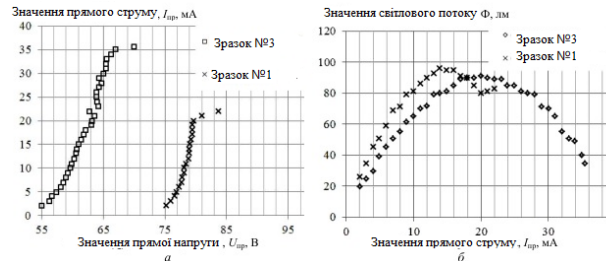 Значення прямого струму, Iпр, мА
40
35
30
25
20
15
10
5
0
55
65
75
85
95
Зразок №3
Зразок №1
Значення прямої напруги , Uпр, В
а
Значення світлового потоку Ф, лм
120
100
80
60
40
20
0
0
10
20
30
40
Зразок №3
Зразок №1
Значення прямого струму, Iпр, мА
б